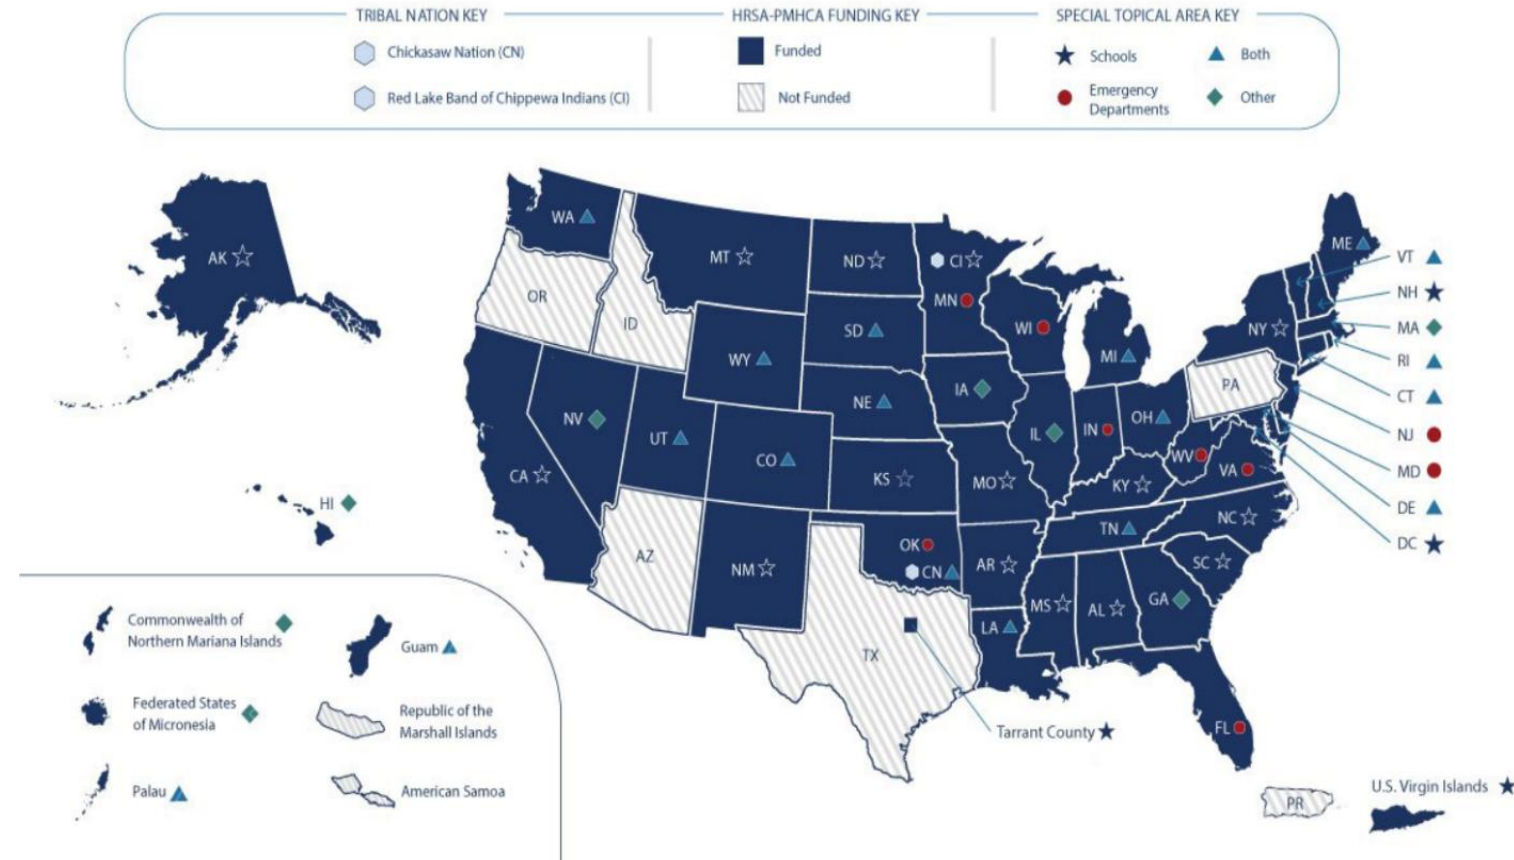 TRIBAL NATION KEY
HRSA-PMHCA FUNDING KEY
SPECIAL TOPICAL AREA KEY
Chickasaw Nation (CN)
Funded
Schools
Both
Red Lake Band of Chippewa Indians (CI)
Not Funded
Emergency
Departments
Other
AK
WA
OR
ID
MT
ND
CI
MN
WI
MI
SD
WY
NE
IA
NV
UT
CO
CA
KS
MO
IL
IN
OH
WV
VA
KY
NC
TN
SC
AZ
NM
OK
CN
AR
MS
AL
GA
LA
TX
FL
NY
PA
ME
VT
NH
MA
RI
CT
NJ
MD
DE
DC
HI
Tarrant County
Commonwealth of
Northern Mariana Islands
Guam
Federated States
of Micronesia
Republic of the
Marshall Islands
Palau
American Samoa
PR
U.S. Virgin Islands